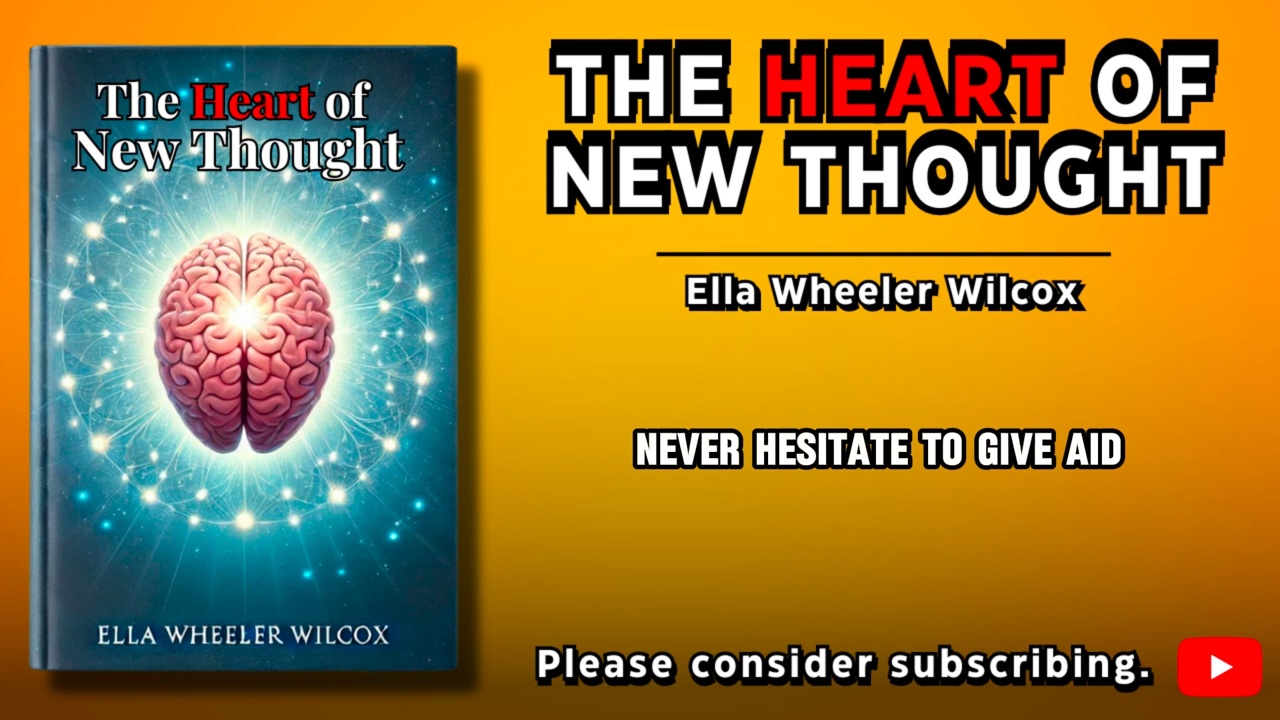 The Heart of
New Thought
ELLA WHEELER WILCOX
THE HEART OF
NEW THOUGHT
Ella Wheeler Wilcox
NEVER HESITATE TO GIVE AID
Please consider subscribing.